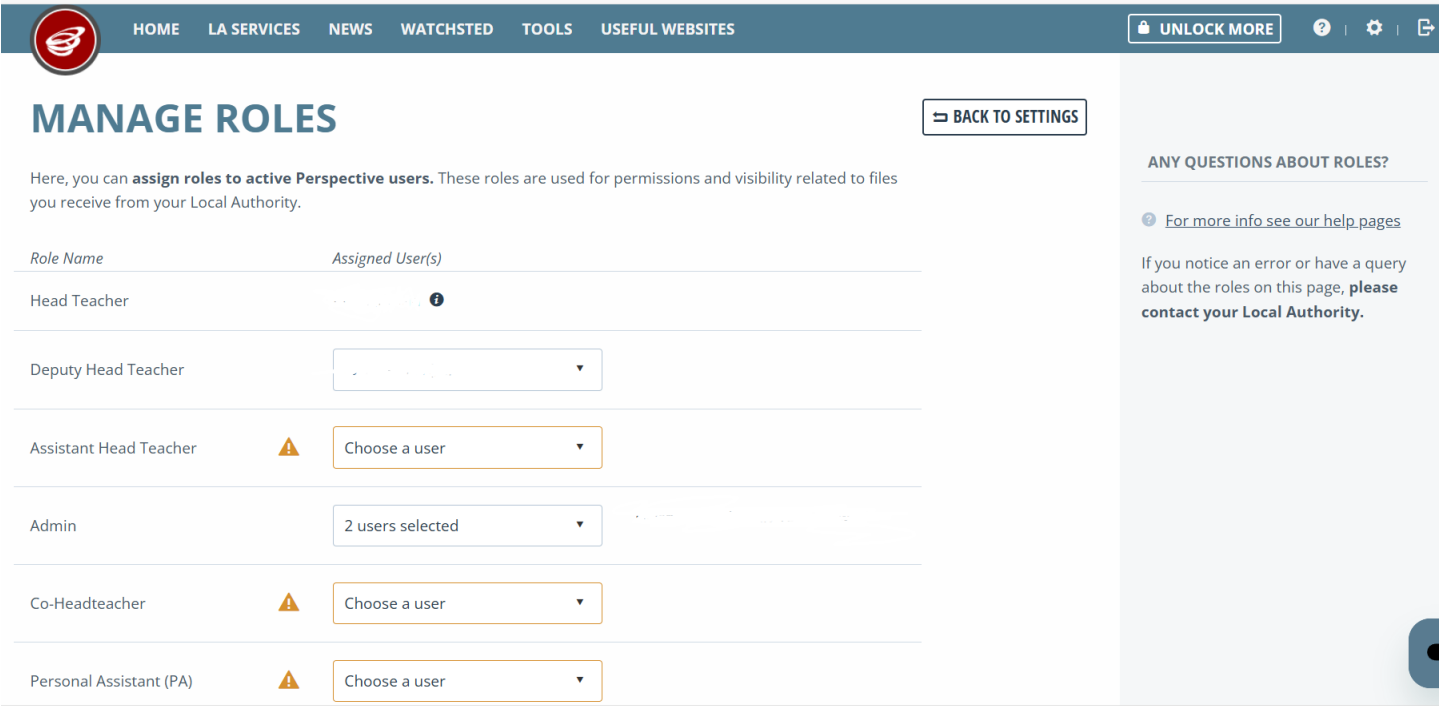 HOME LA SERVICES NEWS WATCHSTED TOOLS USEFUL WEBSITES UNLOCK MORE
MANAGE ROLES
BACK TO SETTINGS
Here, you can assign roles to active Perspective users. These roles are used for permissions and visibility related to files
you receive from your Local Authority.
Role Name Assigned User(s)
Head Teacher
Deputy Head Teacher
Assistant Head Teacher Choose a user
Admin 2 users selected
Co-Headteacher Choose a user
Personal Assistant (PA) Choose a user
ANY QUESTIONS ABOUT ROLES?
For more info see our help pages
If you notice an error or have a query
about the roles on this page, please
contact your Local Authority.